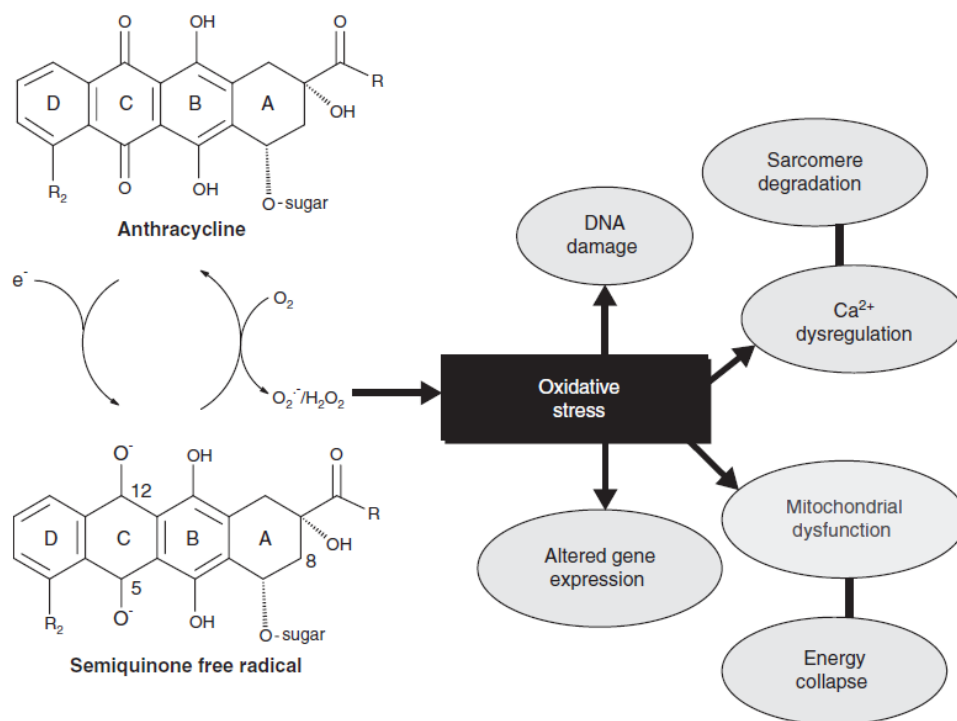 O
OH
O
D
C
B
A
R
OH
R2
O
OH
O-sugar
Anthracycline
e-
O2
O2·-/H2O2
O-
12
OH
O
D
C
B
A
R
OH
8
5
R2
O-
OH
O-sugar
Semiquinone free radical
Oxidative
stress
DNA
damage
Sarcomere
degradation
Ca2+
dysregulation
Mitochondrial
dysfunction
Altered gene
expression
Energy
collapse